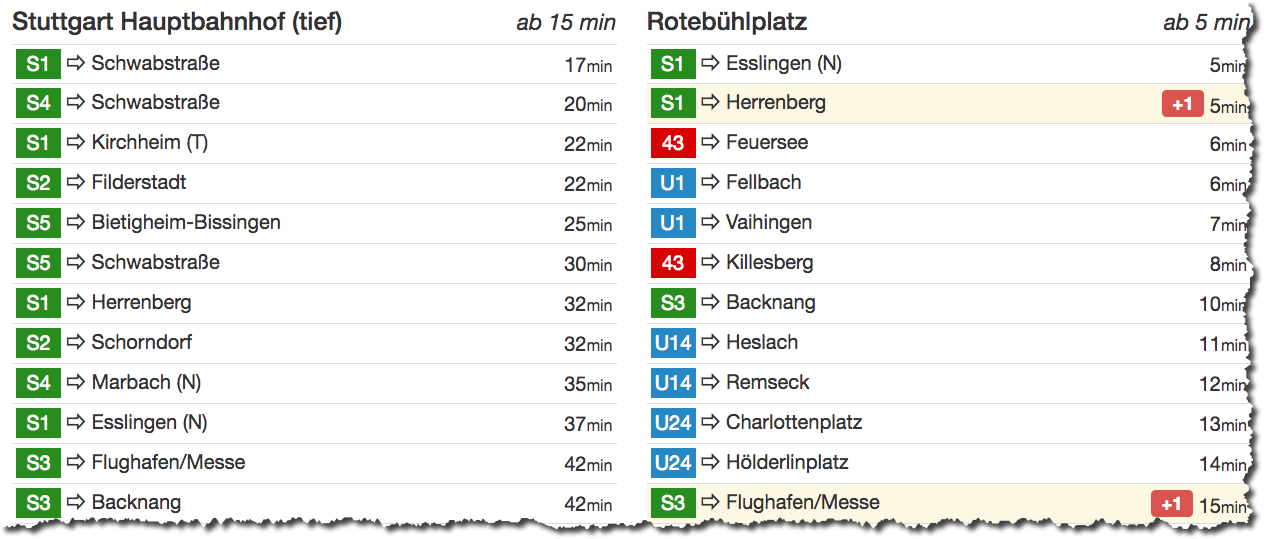 Stuttgart Hauptbahnhof (tief) ab 15 min
S1 ⇨ Schwabstraße 17min
S4 ⇨ Schwabstraße 20min
S1 ⇨ Kirchheim (T) 22min
S2 ⇨ Filderstadt 22min
S5 ⇨ Bietigheim-Bissingen 25min
S5 ⇨ Schwabstraße 30min
S1 ⇨ Herrenberg 32min
S2 ⇨ Schorndorf 32min
S4 ⇨ Marbach (N) 35min
S1 ⇨ Esslingen (N) 37min
S3 ⇨ Flughafen/Messe 42min
S3 ⇨ Backnang 42min
Rotebühlplatz ab 5 min
S1 ⇨ Esslingen (N) 5min
S1 ⇨ Herrenberg +1 5min
43 ⇨ Feuersee 6min
U1 ⇨ Fellbach 6min
U1 ⇨ Vaihingen 7min
43 ⇨ Killesberg 8min
S3 ⇨ Backnang 10min
U14 ⇨ Heslach 11min
U14 ⇨ Remseck 12min
U24 ⇨ Charlottenplatz 13min
U24 ⇨ Hölderlinplatz 14min
S3 ⇨ Flughafen/Messe +1 15min